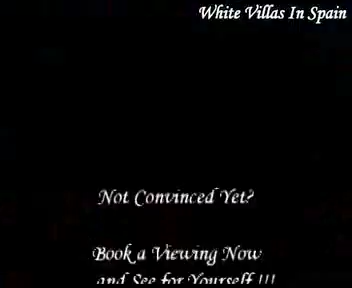 White Villas In Spain
Not Convinced Yet?
Book a Viewing Now
and See for Yourself !!!